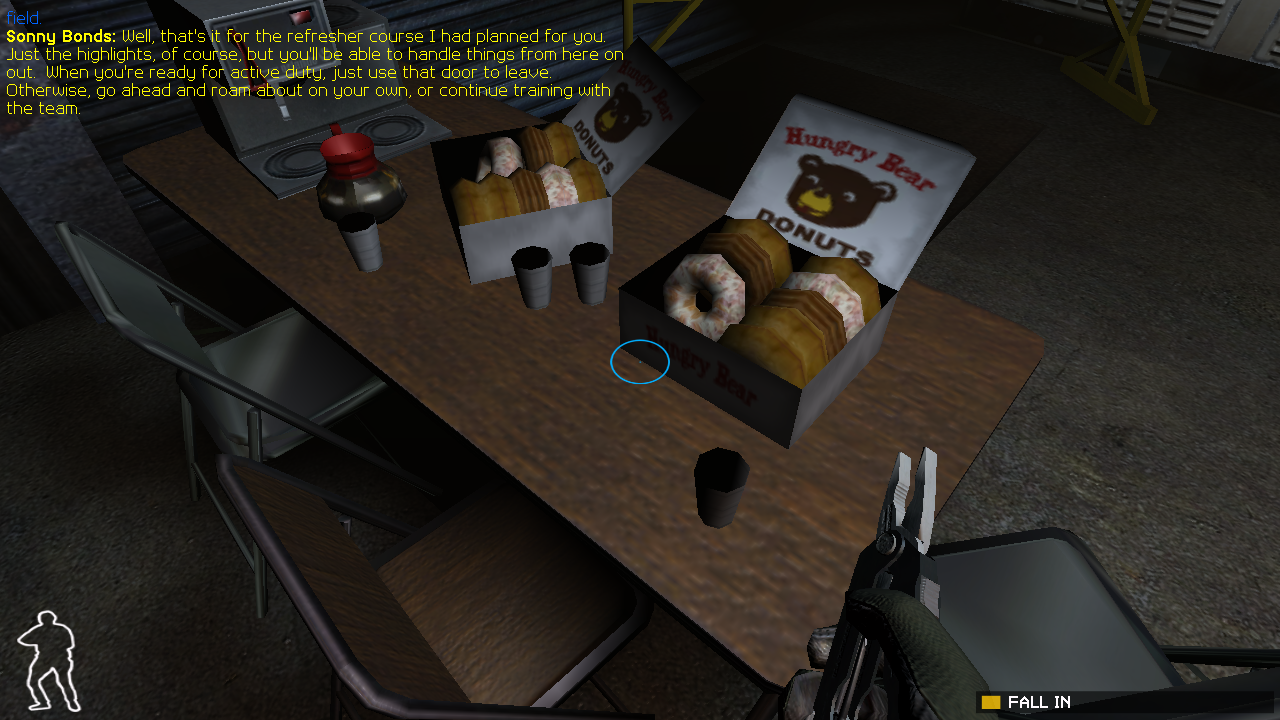 field.
Sonny Bonds: Well, that's it for the refresher course I had planned for you.
Just the highlights, of course, but you'll be able to handle things from here on
out. When you're ready for active duty, just use that door to leave.
Otherwise, go ahead and roam about on your own, or continue training with
the team.
Hungry Bear
DONUTS
Hungry Bear
DONUTS
Hungry Bear
FALL IN